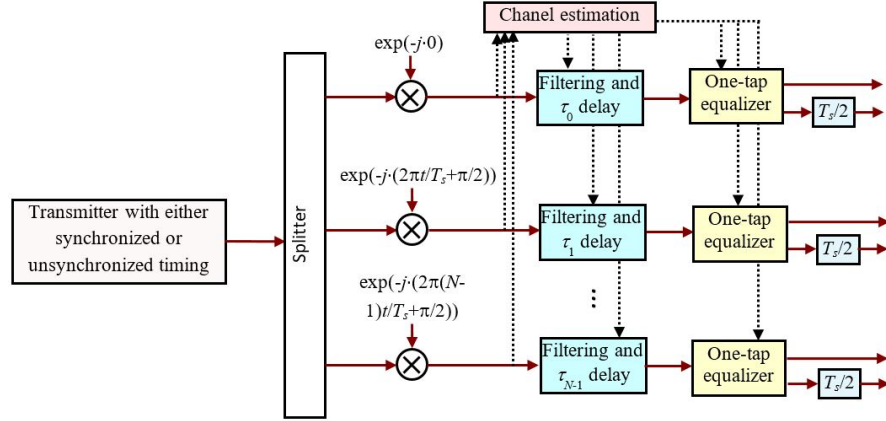 Chanel estimation
exp(-j·0)
Filtering and
τ0 delay
One-tap
equalizer
Ts/2
exp(-j·(2πt/Ts+π/2))
Transmitter with either
synchronized or
unsynchronized timing
Splitter
Filtering and
τ1 delay
One-tap
equalizer
Ts/2
exp(-j·(2π(N-
1)t/Ts+π/2))
...
Filtering and
τN-1 delay
One-tap
equalizer
Ts/2